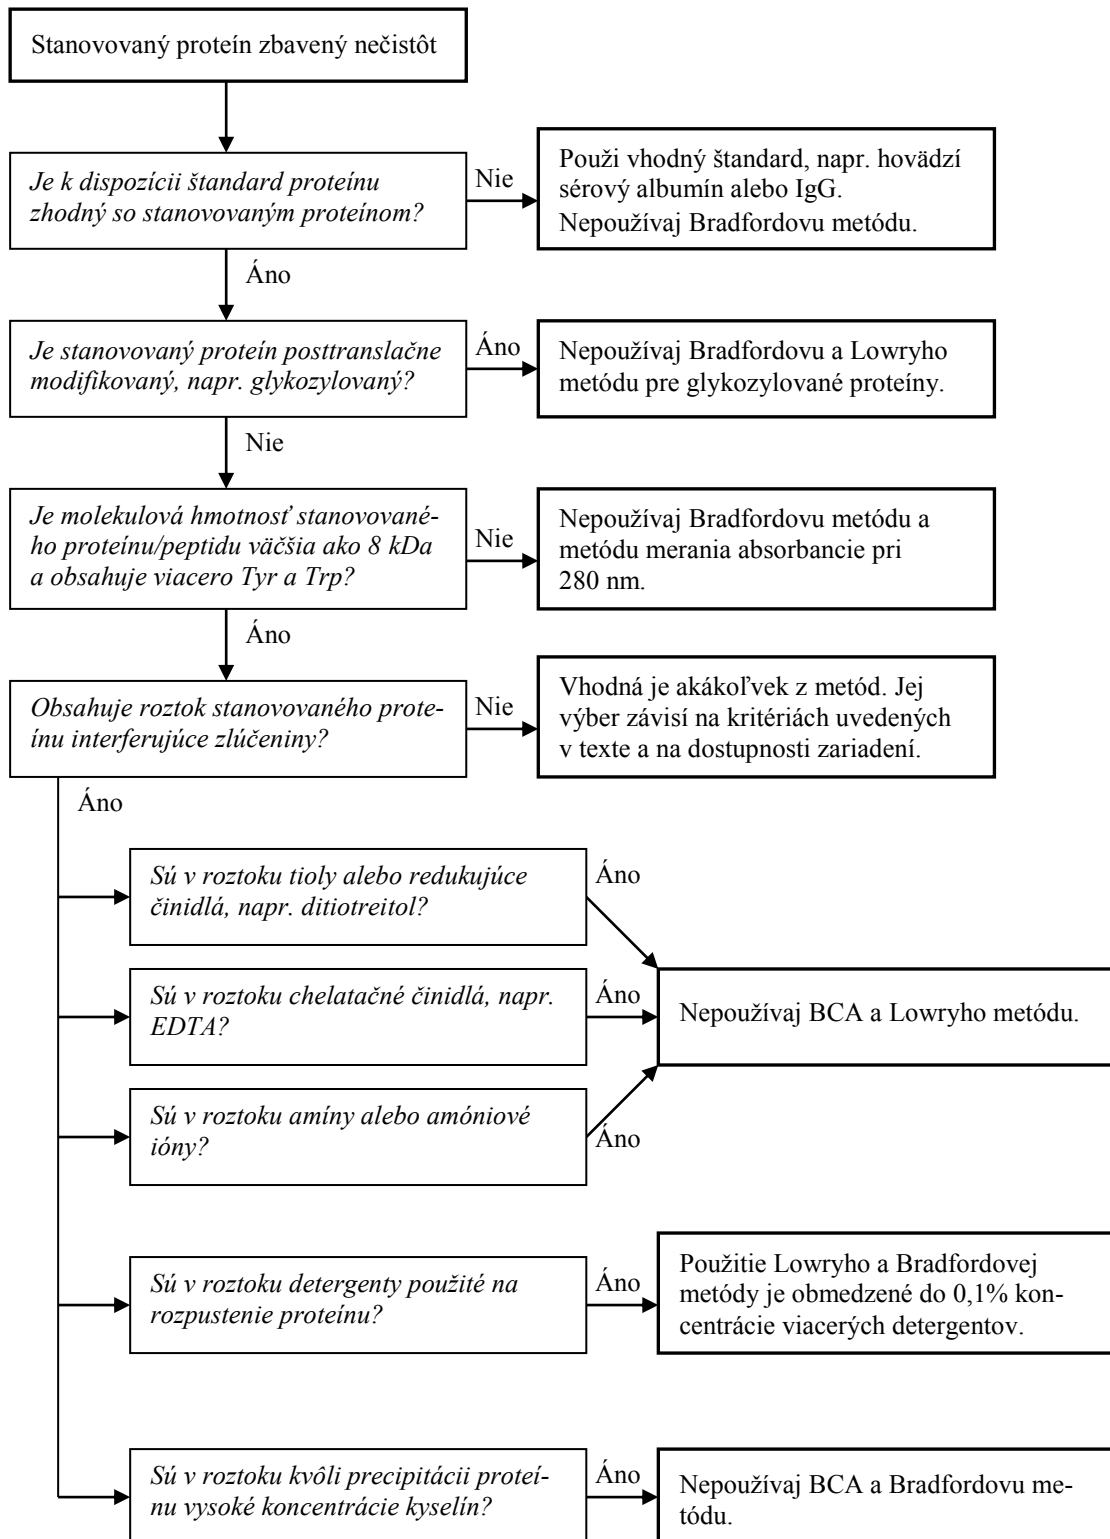 Stanovovaný proteín zbavený nečistôt
Je k dispozícii štandard proteínu
zhodný so stanovovaným proteínom?
Nie
Použi vhodný štandard, napr. hovädzí
sérový albumín alebo IgG.
Nepoužívaj Bradfordovu metódu.
Áno
Je stanovovaný proteín posttranslačne
modifikovaný, napr. glykozylovaný?
Áno
Nepoužívaj Bradfordovu a Lowryho
metódu pre glykozylované proteíny.
Nie
Je molekulová hmotnosť stanovované-
ho proteínu/peptidu väčšia ako 8 kDa
a obsahuje viacero Tyr a Trp?
Nie
Nepoužívaj Bradfordovu metódu a
metódu merania absorbancie pri
280 nm.
Áno
Obsahuje roztok stanovovaného prote-
ínu interferujúce zlúčeniny?
Nie
Vhodná je akákoľvek z metód. Jej
výber závisí na kritériách uvedených
v texte a na dostupnosti zariadení.
Áno
Sú v roztoku tioly alebo redukujúce
činidlá, napr. ditiotreitol?
Áno
Sú v roztoku chelatačné činidlá, napr.
EDTA?
Áno
Nepoužívaj BCA a Lowryho metódu.
Sú v roztoku amíny alebo amóniové
ióny?
Áno
Sú v roztoku detergenty použité na
rozpustenie proteínu?
Áno
Použitie Lowryho a Bradfordovej
metódy je obmedzené do 0,1% kon-
centrácie viacerých detergentov.
Sú v roztoku kvôli precipitácii proteí-
nu vysoké koncentrácie kyselín?
Áno
Nepoužívaj BCA a Bradfordovu me-
tódu.